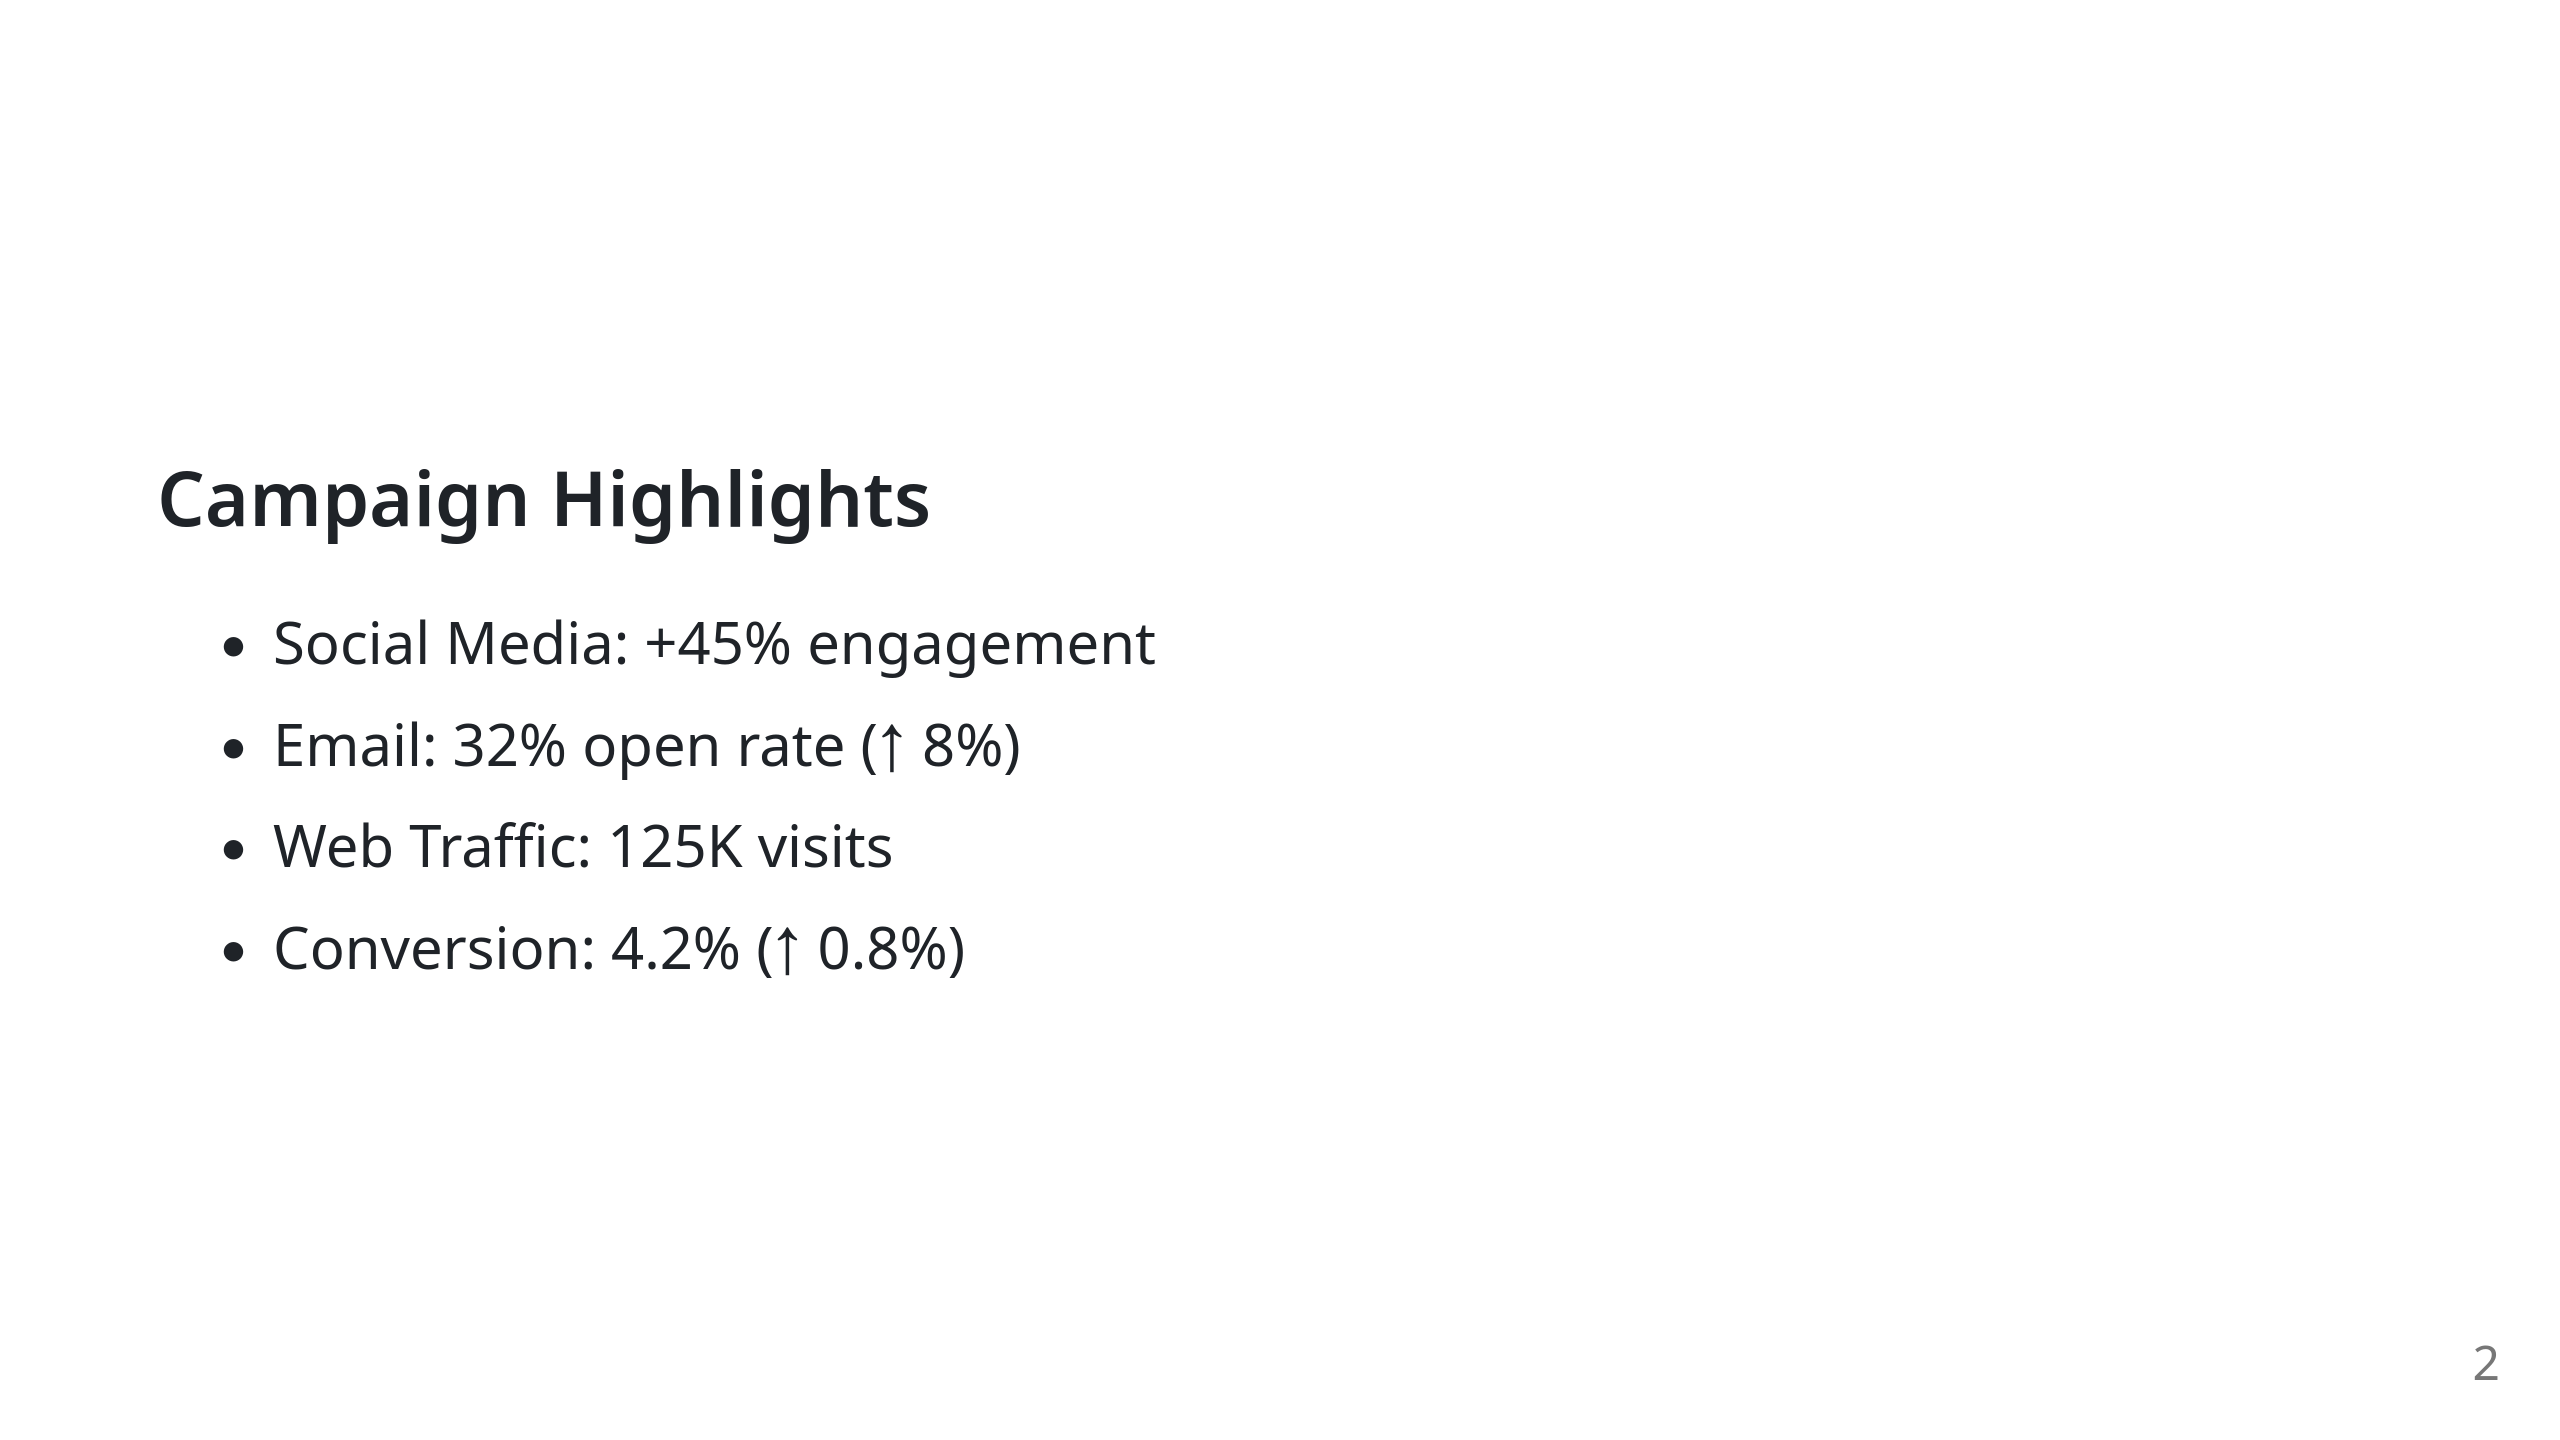 Campaign Highlights
• Social Media: +45% engagement
• Email: 32% open rate (↑ 8%)
• Web Traffic: 125K visits
• Conversion: 4.2% (↑ 0.8%)
2